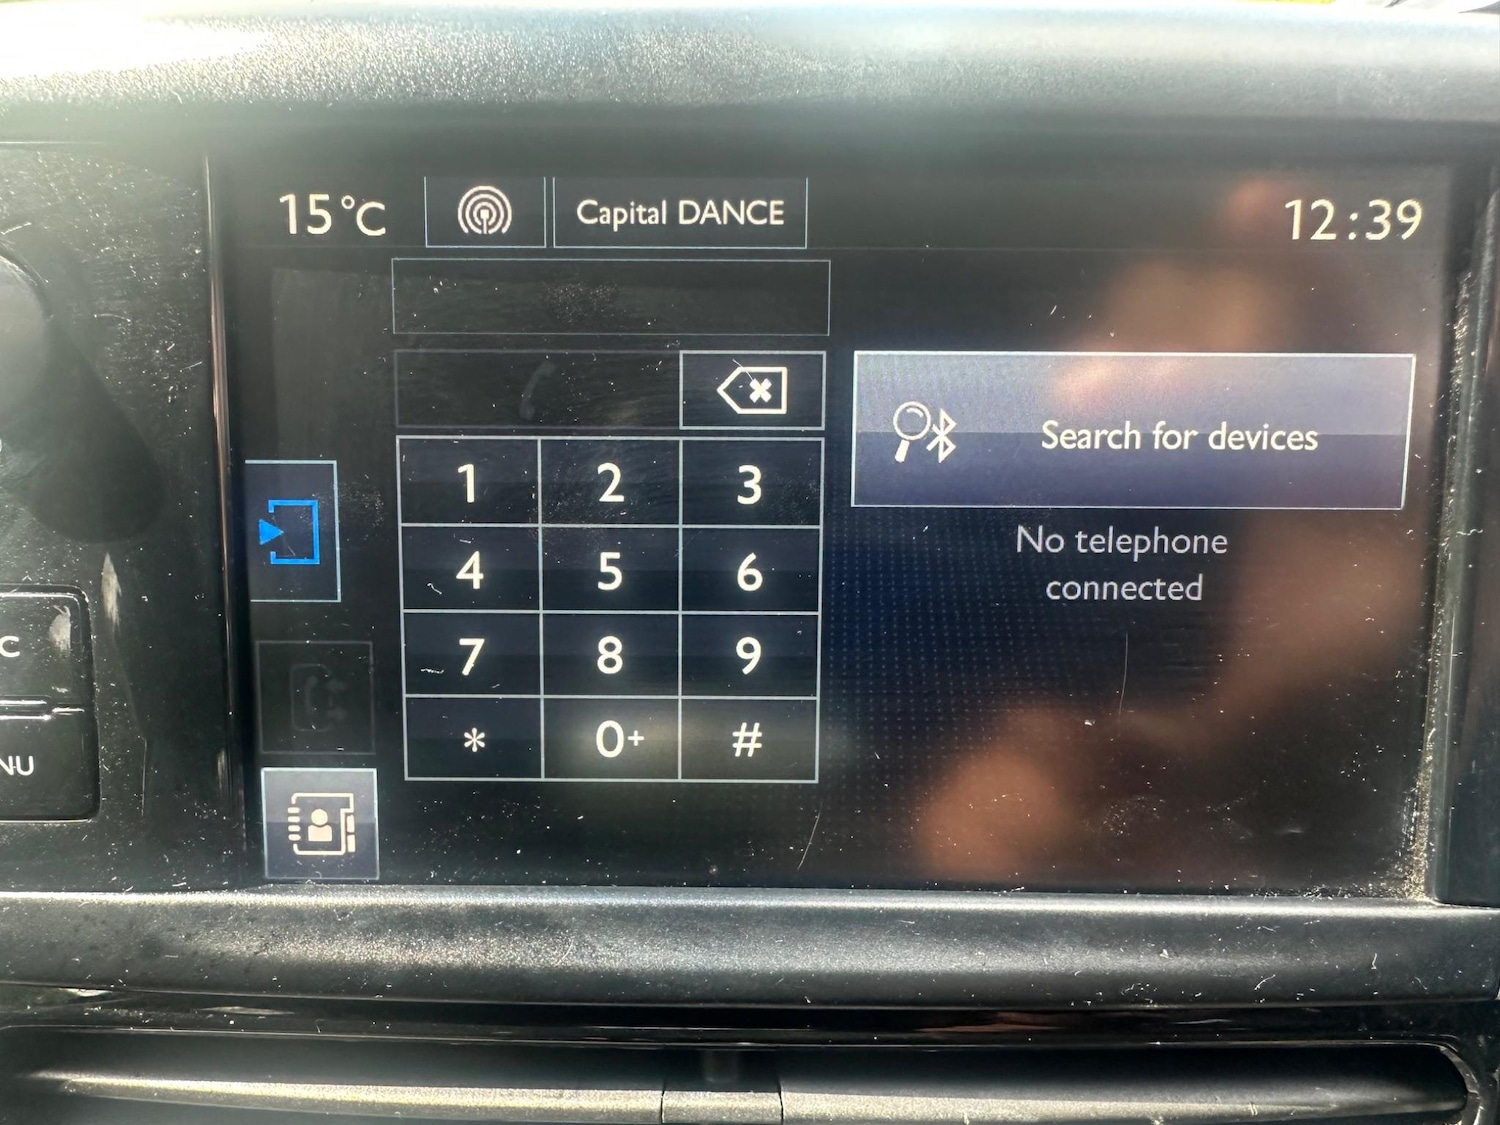 15°C
Capital DANCE
12:39
Search for devices
No telephone
connected
1 2 3
4 5 6
7 8 9
* 0+ #
C
NU